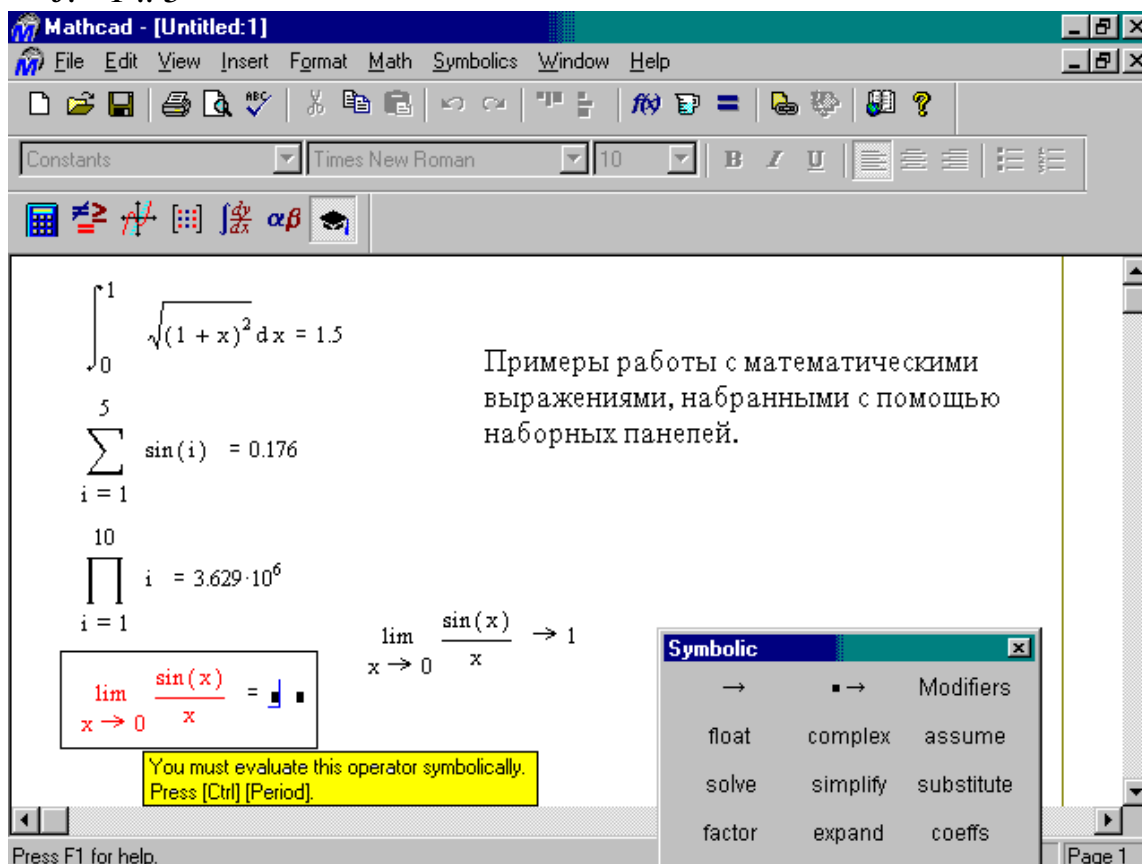 Mathcad - [Untitled:1]
File Edit View Insert Format Math Symbolics Window Help
Constants Times New Roman 10 B I U
∫₀¹ √(1 + x)² dx = 1.5
5
∑ sin(i) = 0.176
i = 1
10
∏ i = 3.629·10⁶
i = 1
Примеры работы с математическими
выражениями, набранными с помощью
наборных панелей.
lim sin(x)/x → 1
x → 0
lim sin(x)/x =
x → 0
You must evaluate this operator symbolically.
Press [Ctrl] [Period].
Symbolic
→ ▪→ Modifiers
float complex assume
solve simplify substitute
factor expand coeffs
Press F1 for help.
Page 1